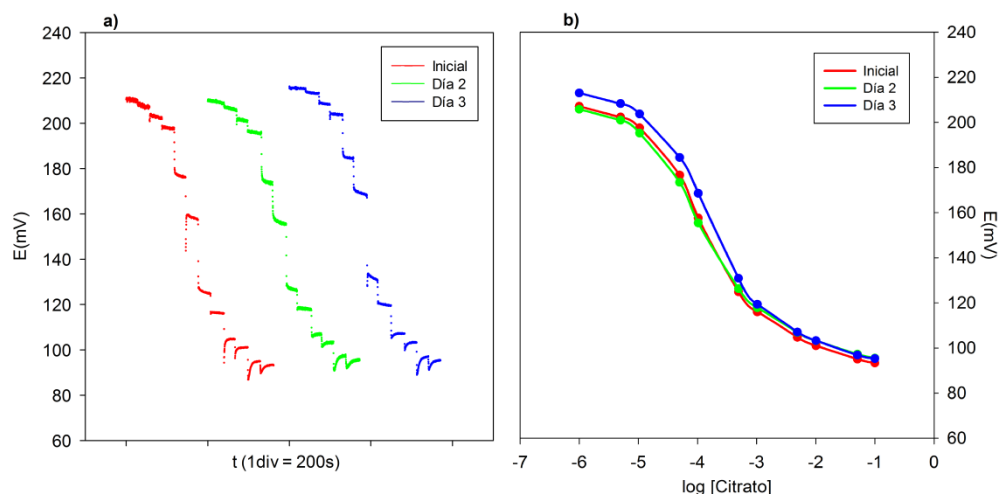 a)
240
220
200
180
160
140
120
100
80
60
E(mV)
Inicial
Día 2
Día 3
t (1div = 200s)
b)
240
220
200
180
160
140
120
100
80
60
E(mV)
Inicial
Día 2
Día 3
-7 -6 -5 -4 -3 -2 -1 0
log [Citrato]